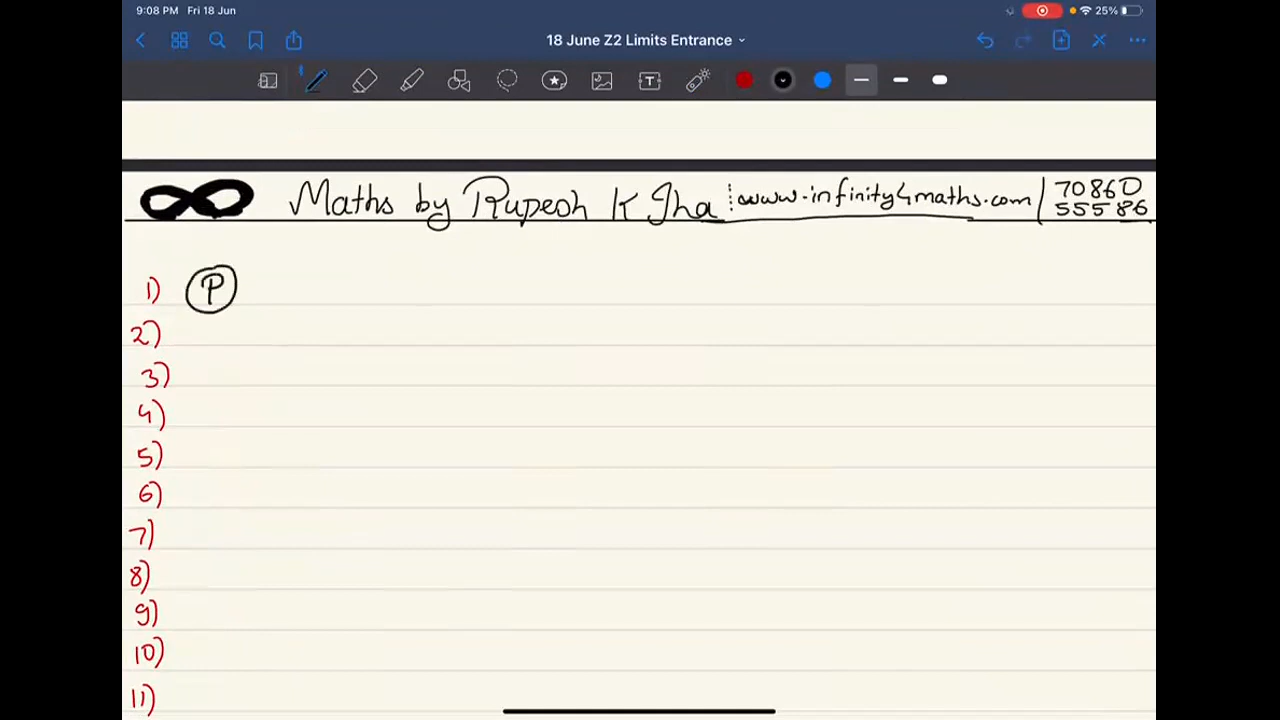 9:08 PM Fri 18 Jun
25%
18 June Z2 Limits Entrance
T
Maths by Rupesh K Jha www.infinity4maths.com 70860
55586
1) P
2)
3)
4)
5)
6)
7)
8)
9)
10)
11)